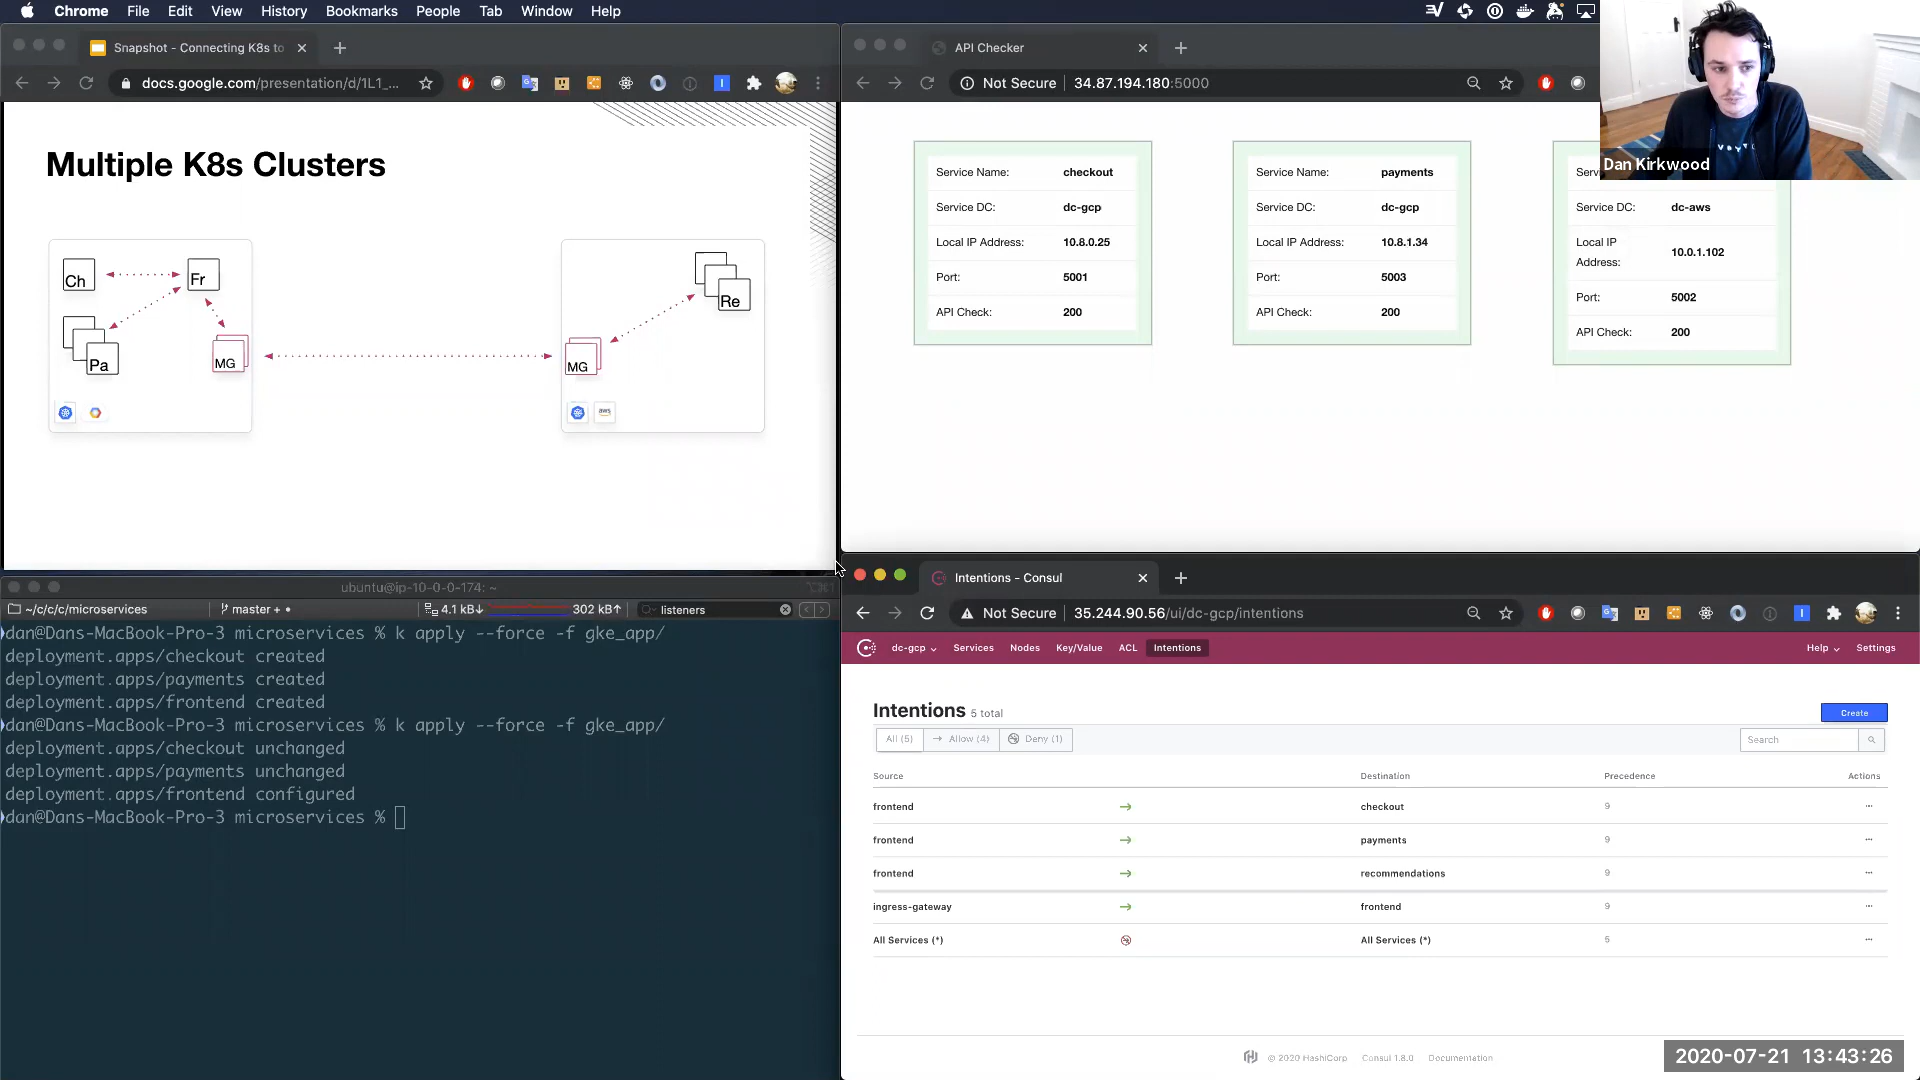 Chrome File Edit View History Bookmarks People Tab Window Help
Snapshot - Connecting K8s to
docs.google.com/presentation/d/1L1_...
Multiple K8s Clusters
Ch
Fr
Pa
MG
MG
Re
aws
API Checker
Not Secure 34.87.194.180:5000
Service Name: checkout
Service DC: dc-gcp
Local IP Address: 10.8.0.25
Port: 5001
API Check: 200
Service Name: payments
Service DC: dc-gcp
Local IP Address: 10.8.1.34
Port: 5003
API Check: 200
Service DC: dc-aws
Local IP
Address: 10.0.1.102
Port: 5002
API Check: 200
Dan Kirkwood
ubuntu@ip-10-0-0-174: ~
~/c/c/c/microservices master + • 4.1 kB↓ 302 kB↑ listeners
dan@Dans-MacBook-Pro-3 microservices % k apply --force -f gke_app/
deployment.apps/checkout created
deployment.apps/payments created
deployment.apps/frontend created
dan@Dans-MacBook-Pro-3 microservices % k apply --force -f gke_app/
deployment.apps/checkout unchanged
deployment.apps/payments unchanged
deployment.apps/frontend configured
dan@Dans-MacBook-Pro-3 microservices %
Intentions - Consul
Not Secure 35.244.90.56/ui/dc-gcp/intentions
dc-gcp Services Nodes Key/Value ACL Intentions Help Settings
Intentions 5 total
Create
All (5) → Allow (4) Deny (1) Search
Source Destination Precedence Actions
frontend → checkout 9 ...
frontend → payments 9 ...
frontend → recommendations 9 ...
ingress-gateway → frontend 9 ...
All Services (*) All Services (*) 5 ...
© 2020 HashiCorp Consul 1.8.0 Documentation
2020-07-21 13:43:26